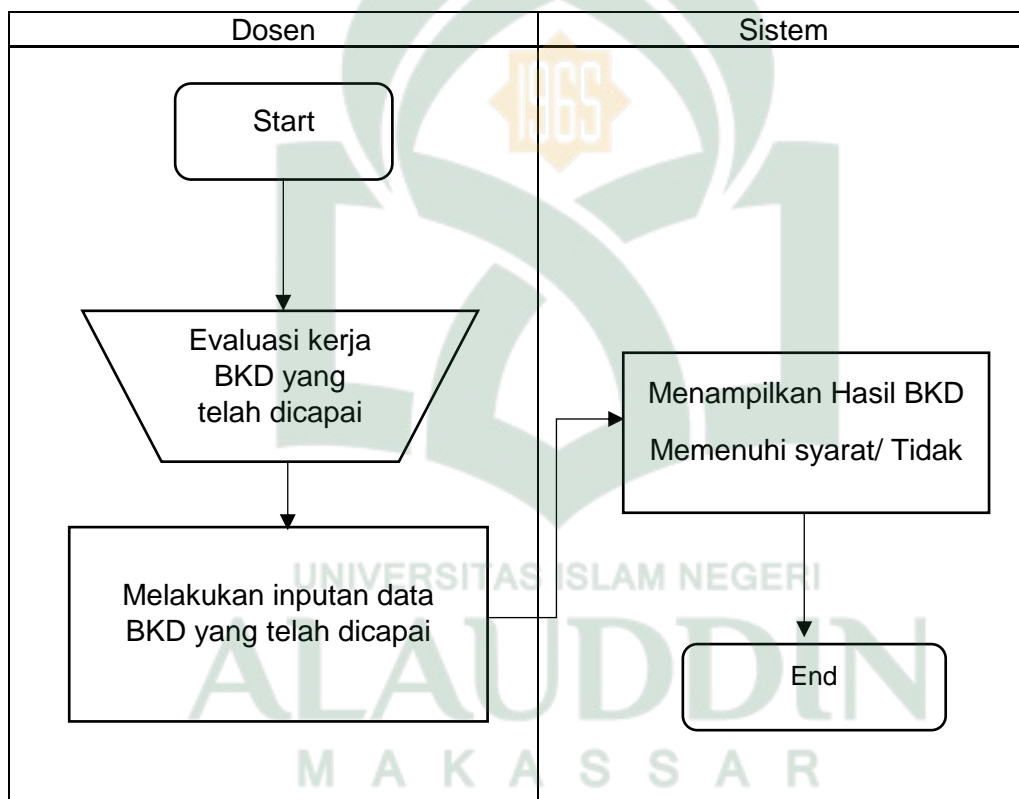 Dosen
Sistem
1965
Start
Evaluasi kerja
BKD yang
telah dicapai
Menampilkan Hasil BKD
Memenuhi syarat/ Tidak
Melakukan inputan data
BKD yang telah dicapai
End
UNIVERSITAS ISLAM NEGERI
ALAUDDIN
MAKASSAR